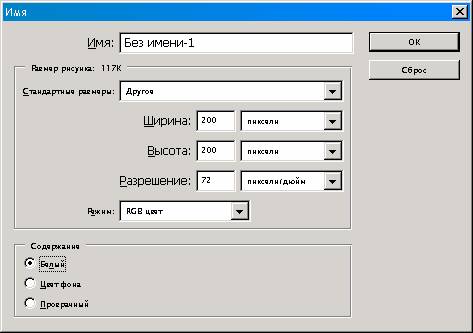 Имя
Имя: Без имени-1
ОК
Размер рисунка: 117K
Сброс
Стандартные размеры: Другое
Ширина: 200 пиксели
Высота: 200 пиксели
Разрешение: 72 пиксели/дюйм
Режим: RGB цвет
Содержание
Белый
Цвет фона
Прозрачный